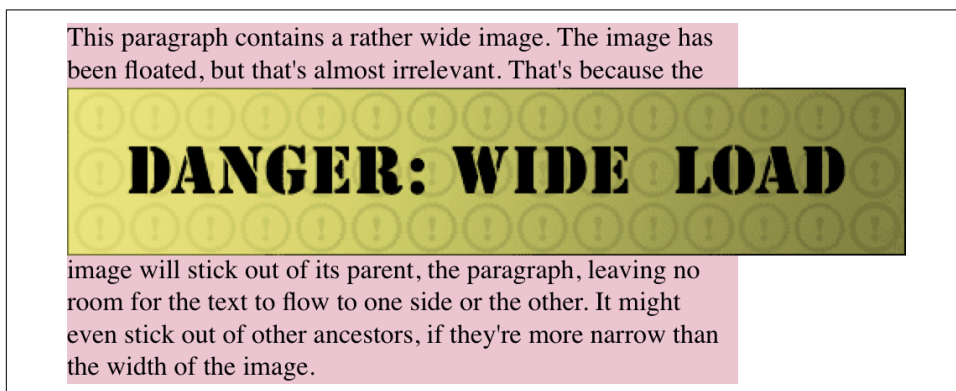 This paragraph contains a rather wide image. The image has
been floated, but that's almost irrelevant. That's because the
DANGER: WIDE LOAD
image will stick out of its parent, the paragraph, leaving no
room for the text to flow to one side or the other. It might
even stick out of other ancestors, if they're more narrow than
the width of the image.